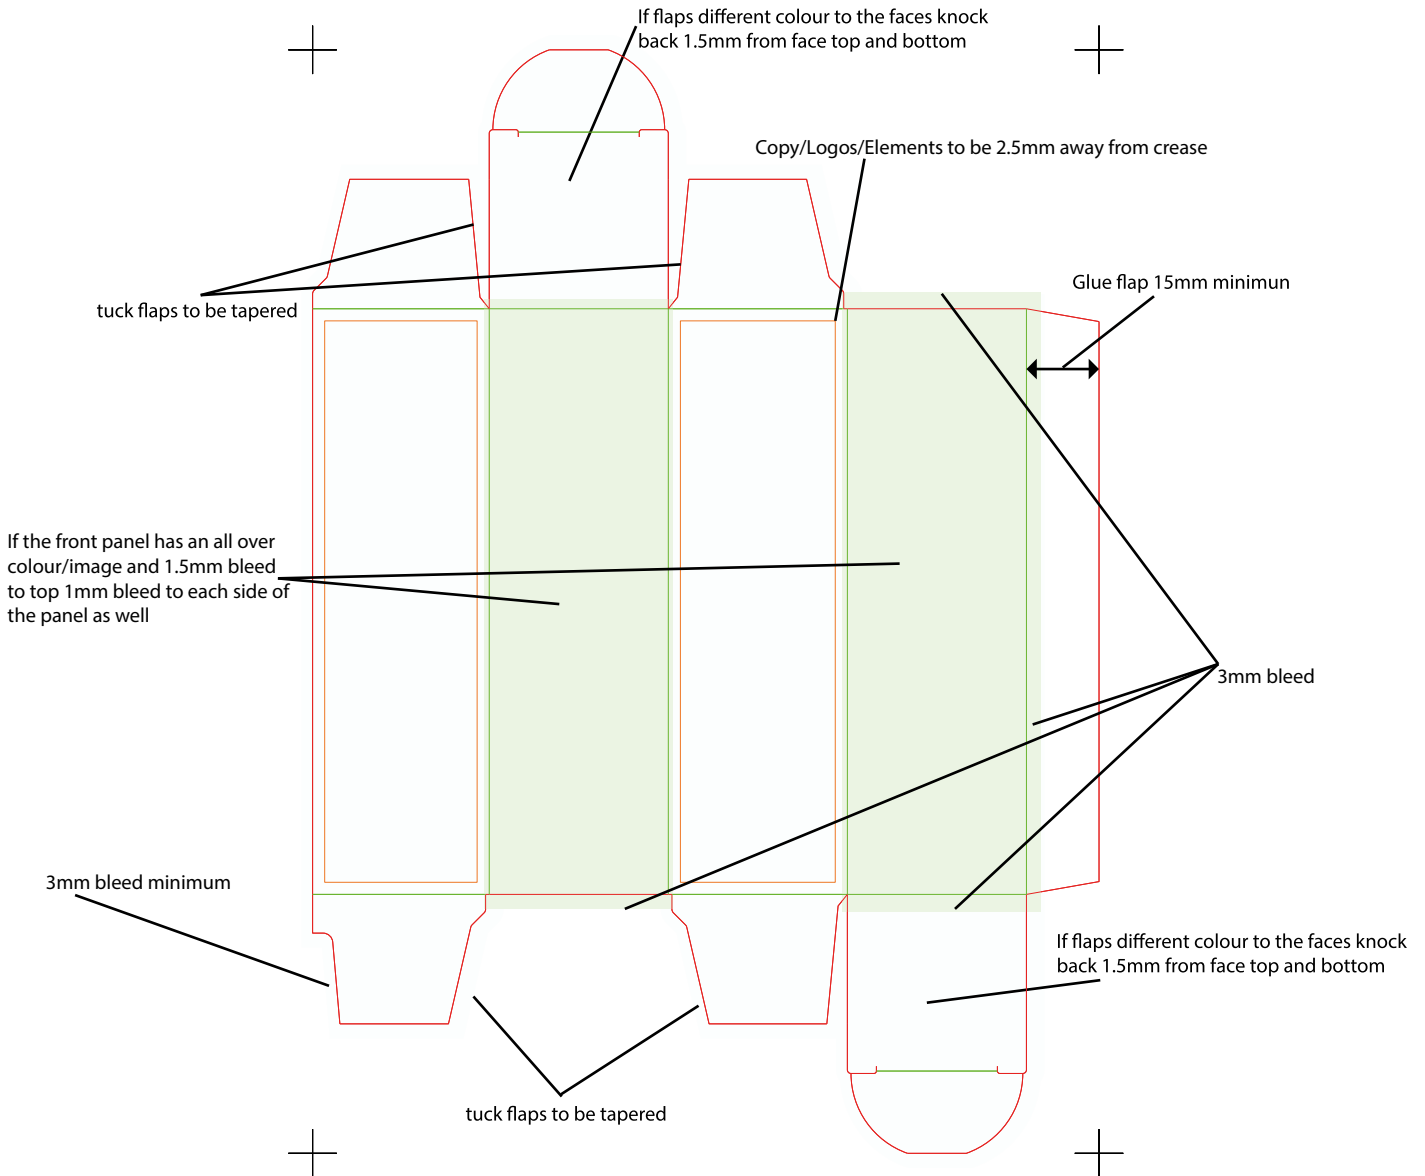 If flaps different colour to the faces knock
back 1.5mm from face top and bottom
Copy/Logos/Elements to be 2.5mm away from crease
Glue flap 15mm minimun
tuck flaps to be tapered
If the front panel has an all over
colour/image and 1.5mm bleed
to top 1mm bleed to each side of
the panel as well
3mm bleed
3mm bleed minimum
If flaps different colour to the faces knock
back 1.5mm from face top and bottom
tuck flaps to be tapered